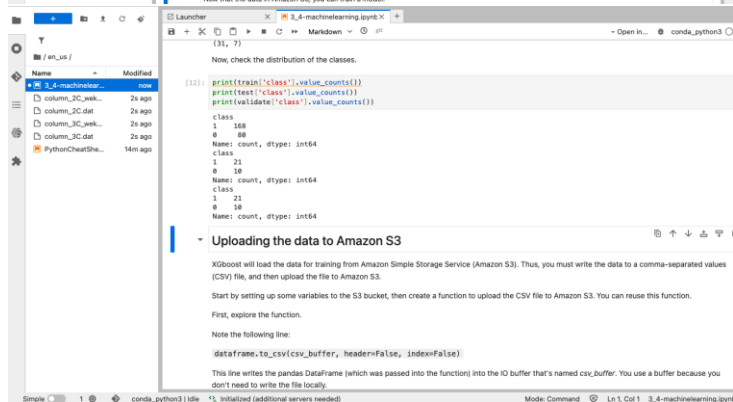 Now that the data in Amazon S3, you can train a model.
Launcher
3_4-machinelearning.ipynb
Markdown
Open in...
conda_python3
/ en_us /
Name
Modified
3_4-machinelear...
now
column_2C_wek...
2s ago
column_2C.dat
2s ago
column_3C_wek...
2s ago
column_3C.dat
2s ago
PythonCheatShe...
14m ago
(31, 7)
Now, check the distribution of the classes.
[12]:
print(train['class'].value_counts())
print(test['class'].value_counts())
print(validate['class'].value_counts())
class
1 168
0 80
Name: count, dtype: int64
class
1 21
0 10
Name: count, dtype: int64
class
1 21
0 10
Name: count, dtype: int64
Uploading the data to Amazon S3
XGboost will load the data for training from Amazon Simple Storage Service (Amazon S3). Thus, you must write the data to a comma-separated values
(CSV) file, and then upload the file to Amazon S3.
Start by setting up some variables to the S3 bucket, then create a function to upload the CSV file to Amazon S3. You can reuse this function.
First, explore the function.
Note the following line:
dataframe.to_csv(csv_buffer, header=False, index=False)
This line writes the pandas DataFrame (which was passed into the function) into the IO buffer that's named csv_buffer. You use a buffer because you
don't need to write the file locally.
Simple
1
conda_python3 | Idle
Initialized (additional servers needed)
Mode: Command
Ln 1, Col 1
3_4-machinelearning.ipynb